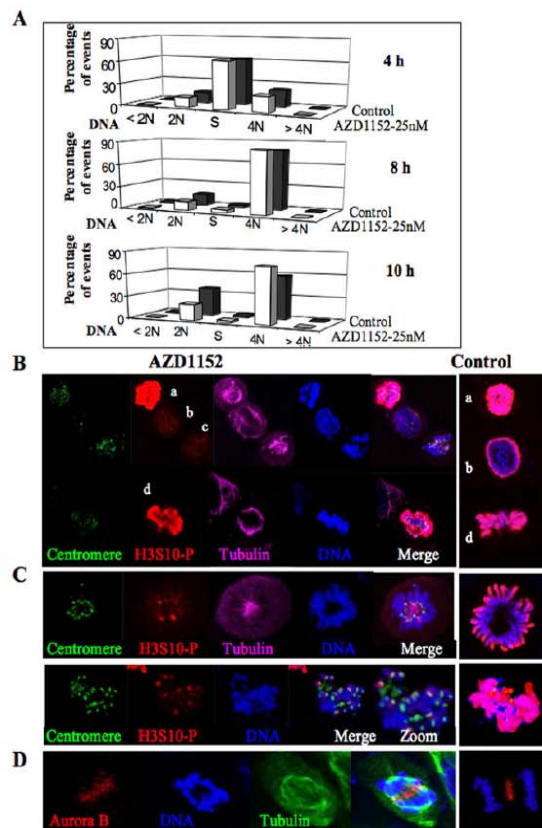 A
Percentage
of events
90
60
30
0
DNA
< 2N
2N
S
4N
> 4N
4 h
Control
AZD1152-25nM
Percentage
of events
90
60
30
0
DNA
< 2N
2N
S
4N
> 4N
8 h
Control
AZD1152-25nM
Percentage
of events
90
60
30
0
DNA
< 2N
2N
S
4N
> 4N
10 h
Control
AZD1152-25nM
AZD1152
Control
B
a
b
c
a
b
d
d
Centromere
H3S10-P
Tubulin
DNA
Merge
C
Centromere
H3S10-P
Tubulin
DNA
Merge
Centromere
H3S10-P
DNA
Merge
Zoom
D
Aurora B
DNA
Tubulin